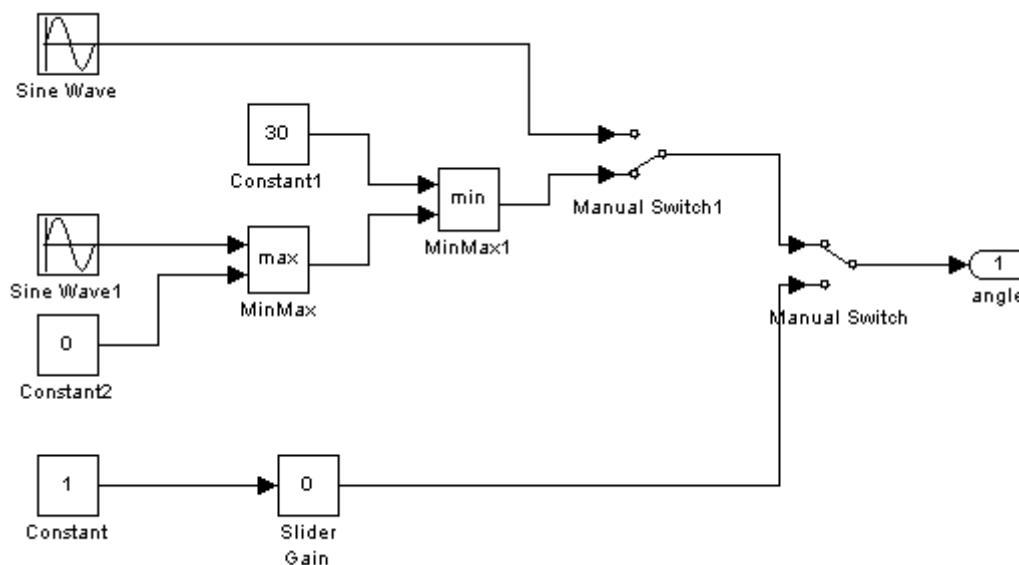 Sine Wave
30
Constant1
min
MinMax1
Manual Switch1
Sine Wave1
max
MinMax
0
Constant2
1
angle
Manual Switch
1
Constant
0
Slider
Gain